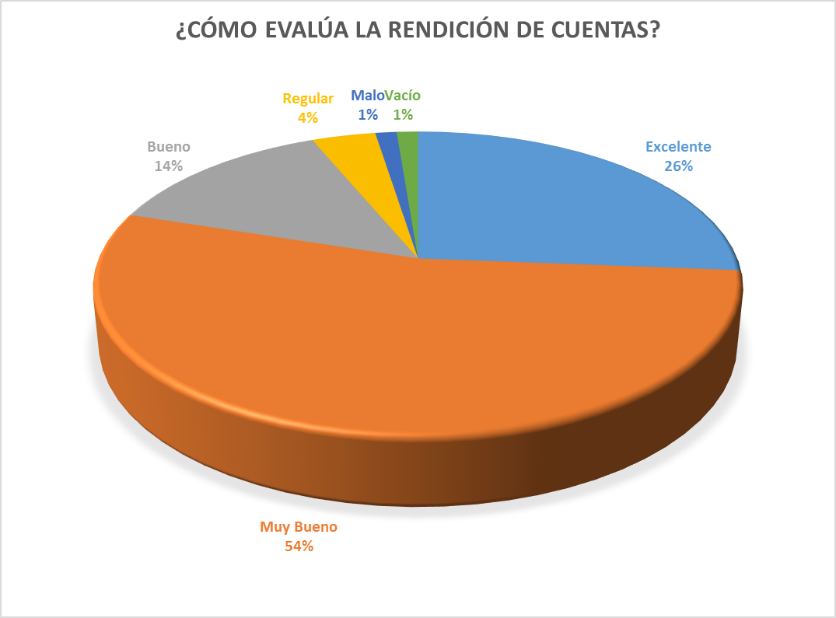 ¿CÓMO EVALÚA LA RENDICIÓN DE CUENTAS?
Excelente
26%
Muy Bueno
54%
Bueno
14%
Regular
4%
Malo
1%
Vacío
1%